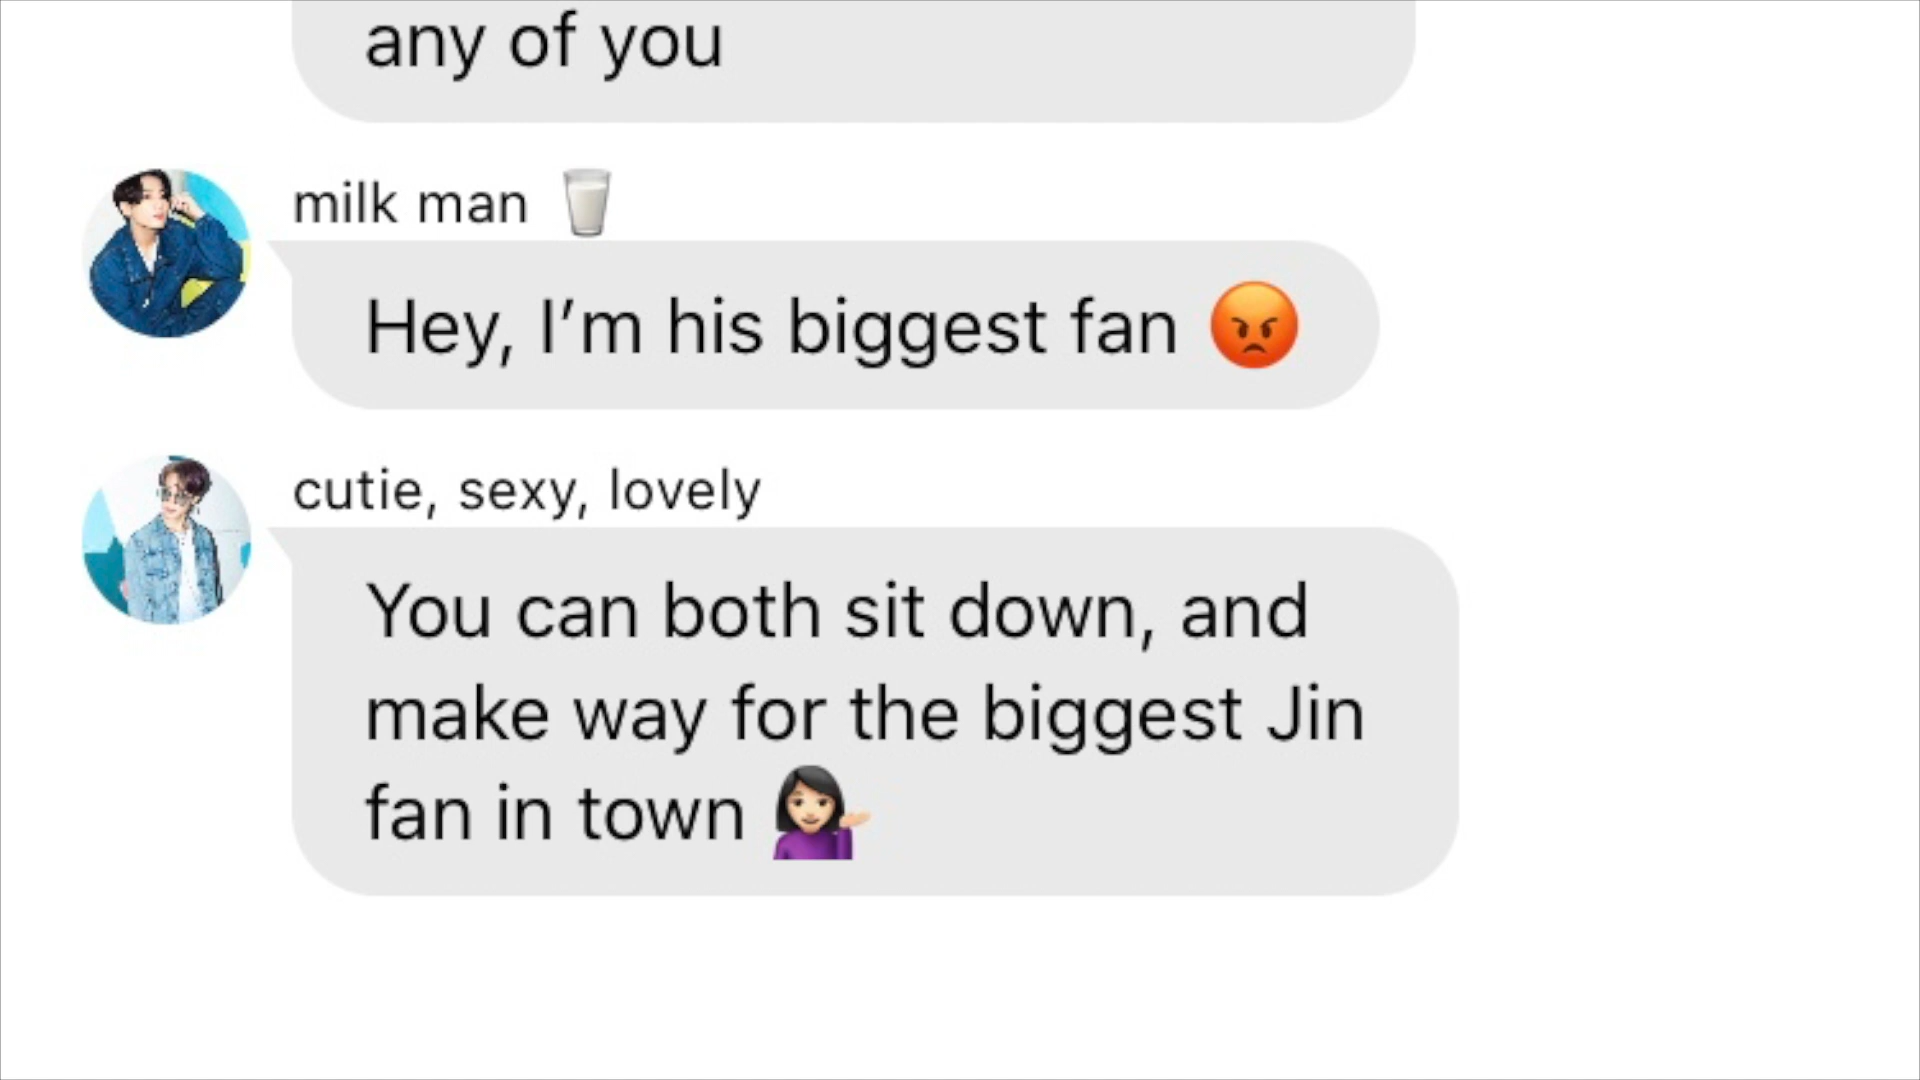 any of you
milk man 🥛
Hey, I’m his biggest fan 😡
cutie, sexy, lovely
You can both sit down, and
make way for the biggest Jin
fan in town 💁🏻‍♀️